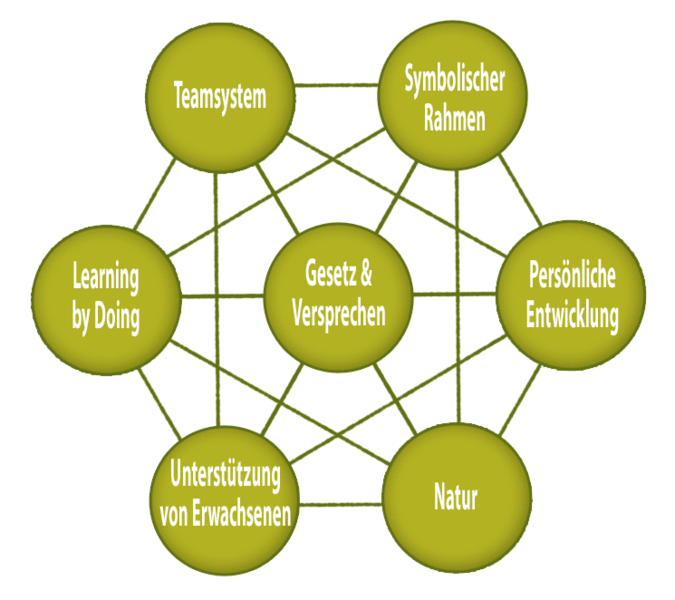 Teamsystem
Symbolischer
Rahmen
Learning
by Doing
Gesetz &
Versprechen
Persönliche
Entwicklung
Unterstützung
von Erwachsenen
Natur